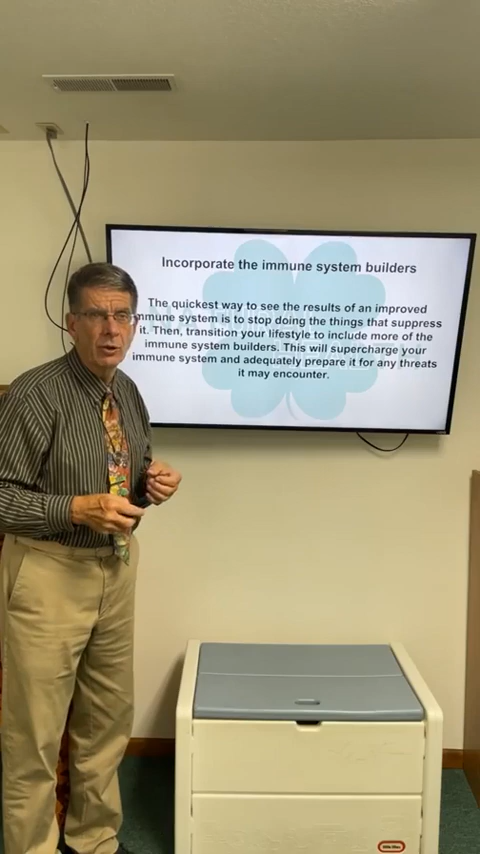 Incorporate the immune system builders
The quickest way to see the results of an improved
immune system is to stop doing the things that suppress
it. Then, transition your lifestyle to include more of the
immune system builders. This will supercharge your
immune system and adequately prepare it for any threats
it may encounter.